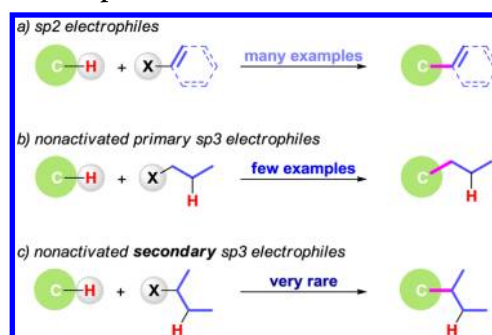 a) sp2 electrophiles
C H + X many examples C
b) nonactivated primary sp3 electrophiles
C H + X few examples C
H H
c) nonactivated secondary sp3 electrophiles
C H + X very rare C
H H